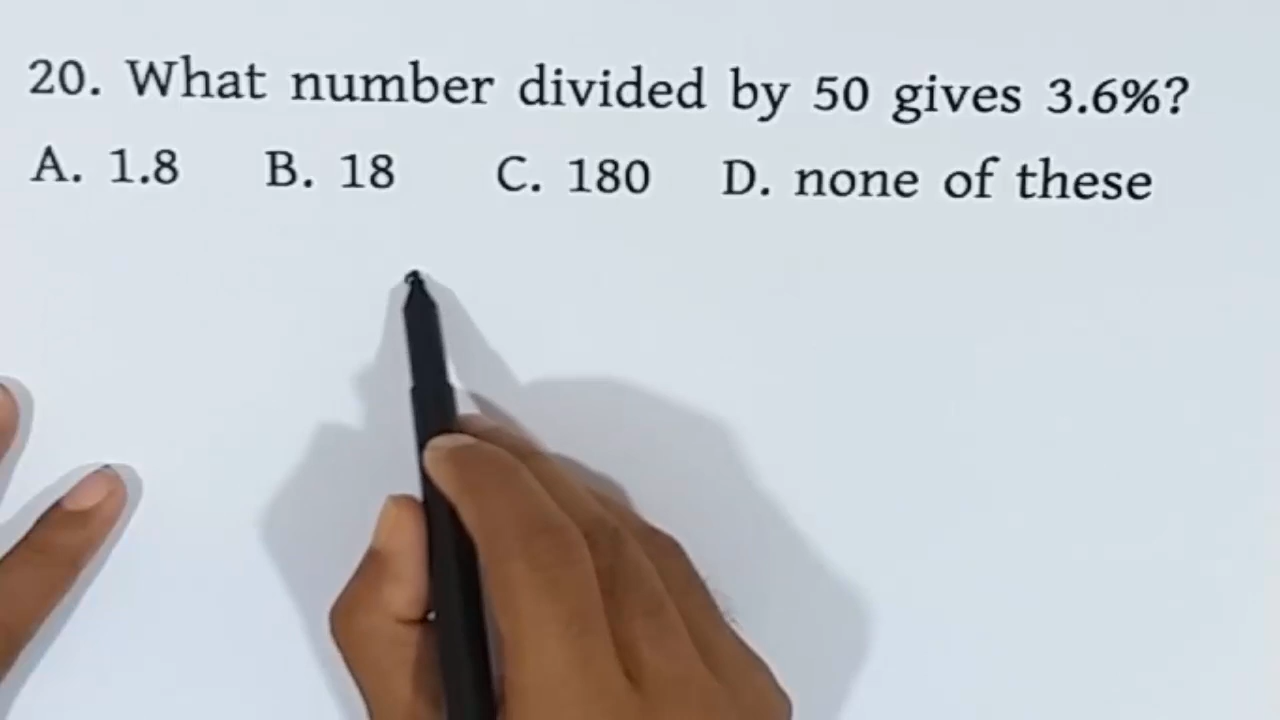 20. What number divided by 50 gives 3.6%?
A. 1.8 B. 18 C. 180 D. none of these